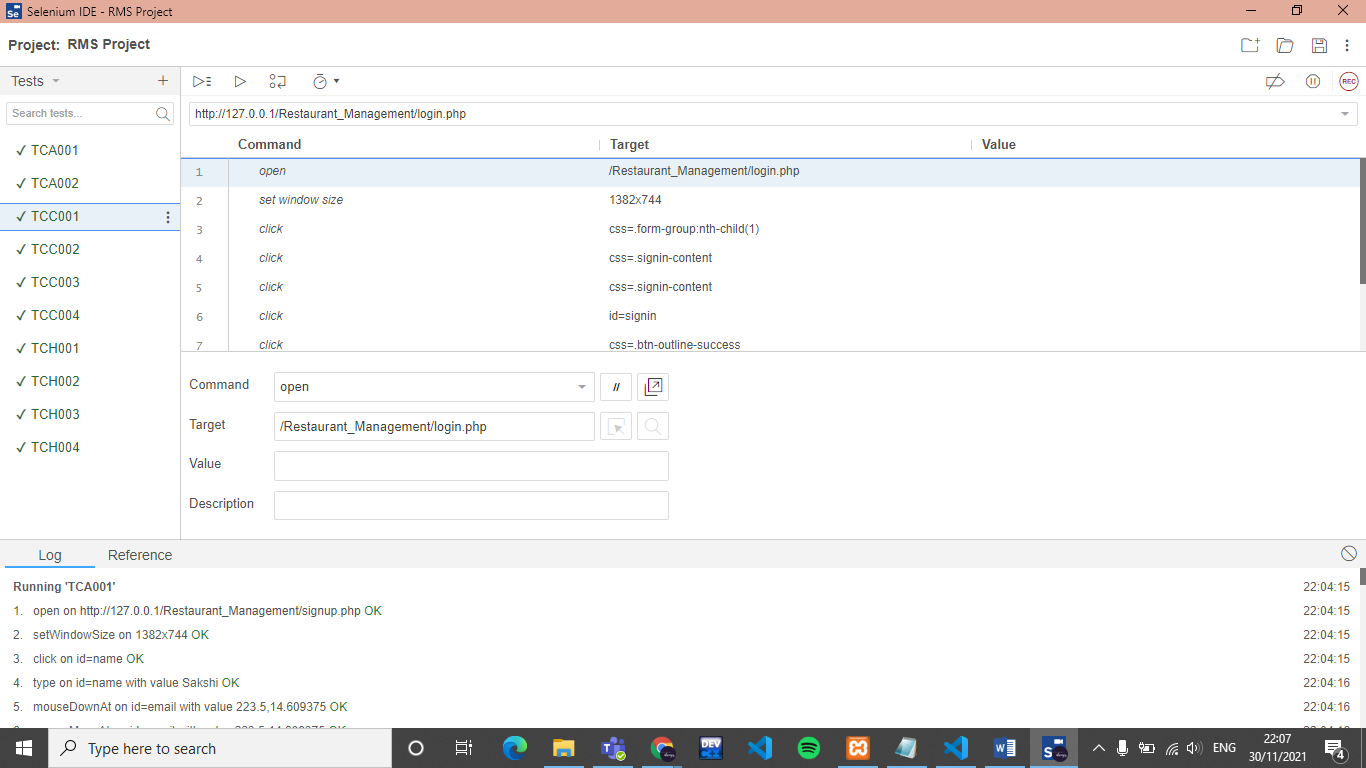 Se Selenium IDE - RMS Project
Project: RMS Project
Tests
Search tests...
✓ TCA001
✓ TCA002
✓ TCC001
✓ TCC002
✓ TCC003
✓ TCC004
✓ TCH001
✓ TCH002
✓ TCH003
✓ TCH004
REC
http://127.0.0.1/Restaurant_Management/login.php
Command Target Value
1 open /Restaurant_Management/login.php
2 set window size 1382x744
3 click css=.form-group:nth-child(1)
4 click css=.signin-content
5 click css=.signin-content
6 click id=signin
7 click css=.btn-outline-success
Command open //
Target /Restaurant_Management/login.php
Value
Description
Log Reference
Running 'TCA001' 22:04:15
1. open on http://127.0.0.1/Restaurant_Management/signup.php OK 22:04:15
2. setWindowSize on 1382x744 OK 22:04:15
3. click on id=name OK 22:04:15
4. type on id=name with value Sakshi OK 22:04:16
5. mouseDownAt on id=email with value 223.5,14.609375 OK 22:04:16
Type here to search
DEV
ENG
22:07
30/11/2021
4